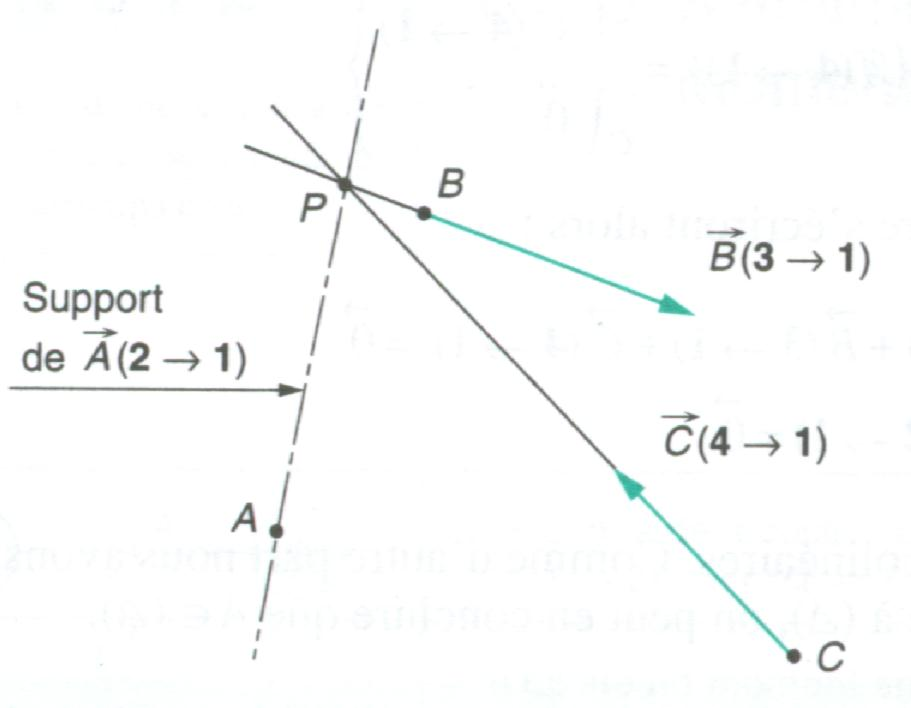 P
B
B⃗(3 → 1)
Support
de A⃗(2 → 1)
C⃗(4 → 1)
A
C